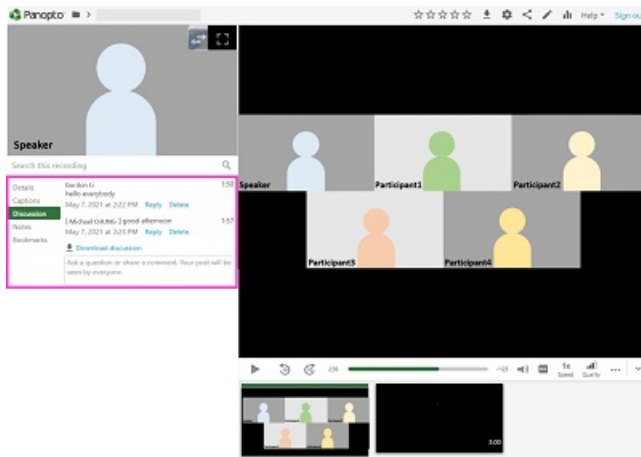 Panopto
Help
Sign ou
Speaker
Search this recording
Details
Captions
Discussion
Notes
Bookmarks
Gordon Li
1:50
hello everybody
May 7, 2021 at 2:22 PM Reply Delete
[ Michael CHUNG ] good afternoon
1:57
May 7, 2021 at 2:23 PM Reply Delete
Download discussion
Ask a question or share a comment. Your post will be
seen by everyone.
Speaker
Participant1
Participant2
Participant3
Participant4
1x
Speed
Quality
3:00